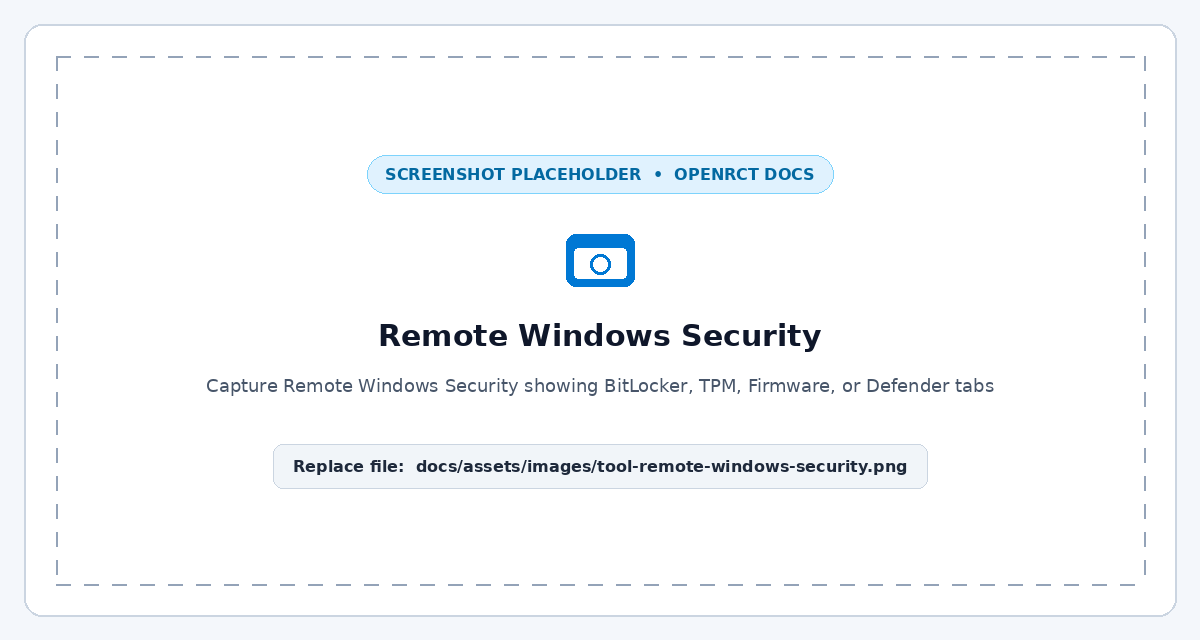 SCREENSHOT PLACEHOLDER • OPENRCT DOCS
Remote Windows Security
Capture Remote Windows Security showing BitLocker, TPM, Firmware, or Defender tabs
Replace file: docs/assets/images/tool-remote-windows-security.png